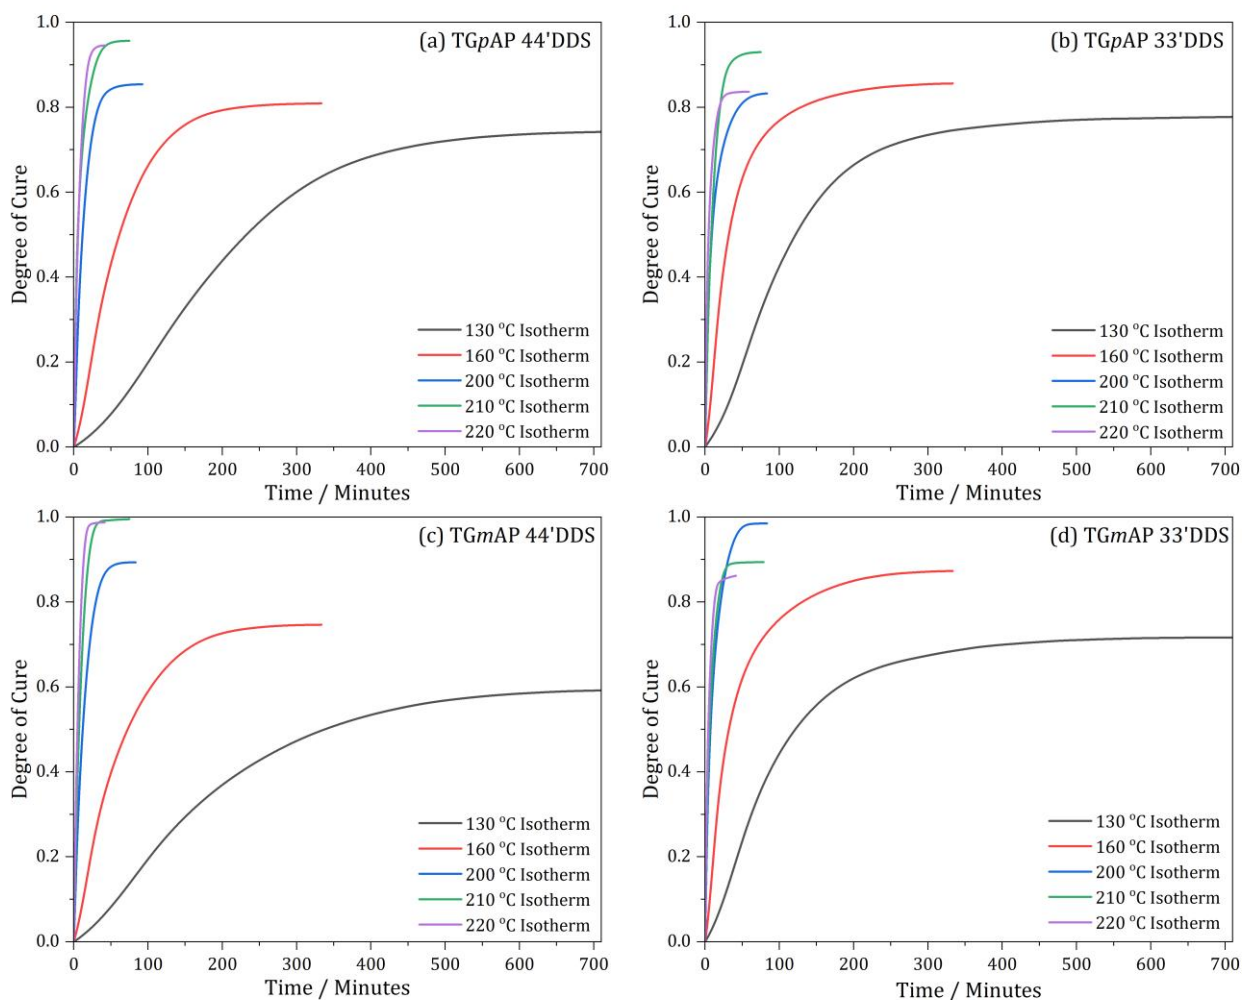 (a) TGpAP 44'DDS
Degree of Cure
1.0
0.8
0.6
0.4
0.2
0.0
130 °C Isotherm
160 °C Isotherm
200 °C Isotherm
210 °C Isotherm
220 °C Isotherm
0 100 200 300 400 500 600 700
Time / Minutes
(b) TGpAP 33'DDS
Degree of Cure
1.0
0.8
0.6
0.4
0.2
0.0
130 °C Isotherm
160 °C Isotherm
200 °C Isotherm
210 °C Isotherm
220 °C Isotherm
0 100 200 300 400 500 600 700
Time / Minutes
(c) TGmAP 44'DDS
Degree of Cure
1.0
0.8
0.6
0.4
0.2
0.0
130 °C Isotherm
160 °C Isotherm
200 °C Isotherm
210 °C Isotherm
220 °C Isotherm
0 100 200 300 400 500 600 700
Time / Minutes
(d) TGmAP 33'DDS
Degree of Cure
1.0
0.8
0.6
0.4
0.2
0.0
130 °C Isotherm
160 °C Isotherm
200 °C Isotherm
210 °C Isotherm
220 °C Isotherm
0 100 200 300 400 500 600 700
Time / Minutes